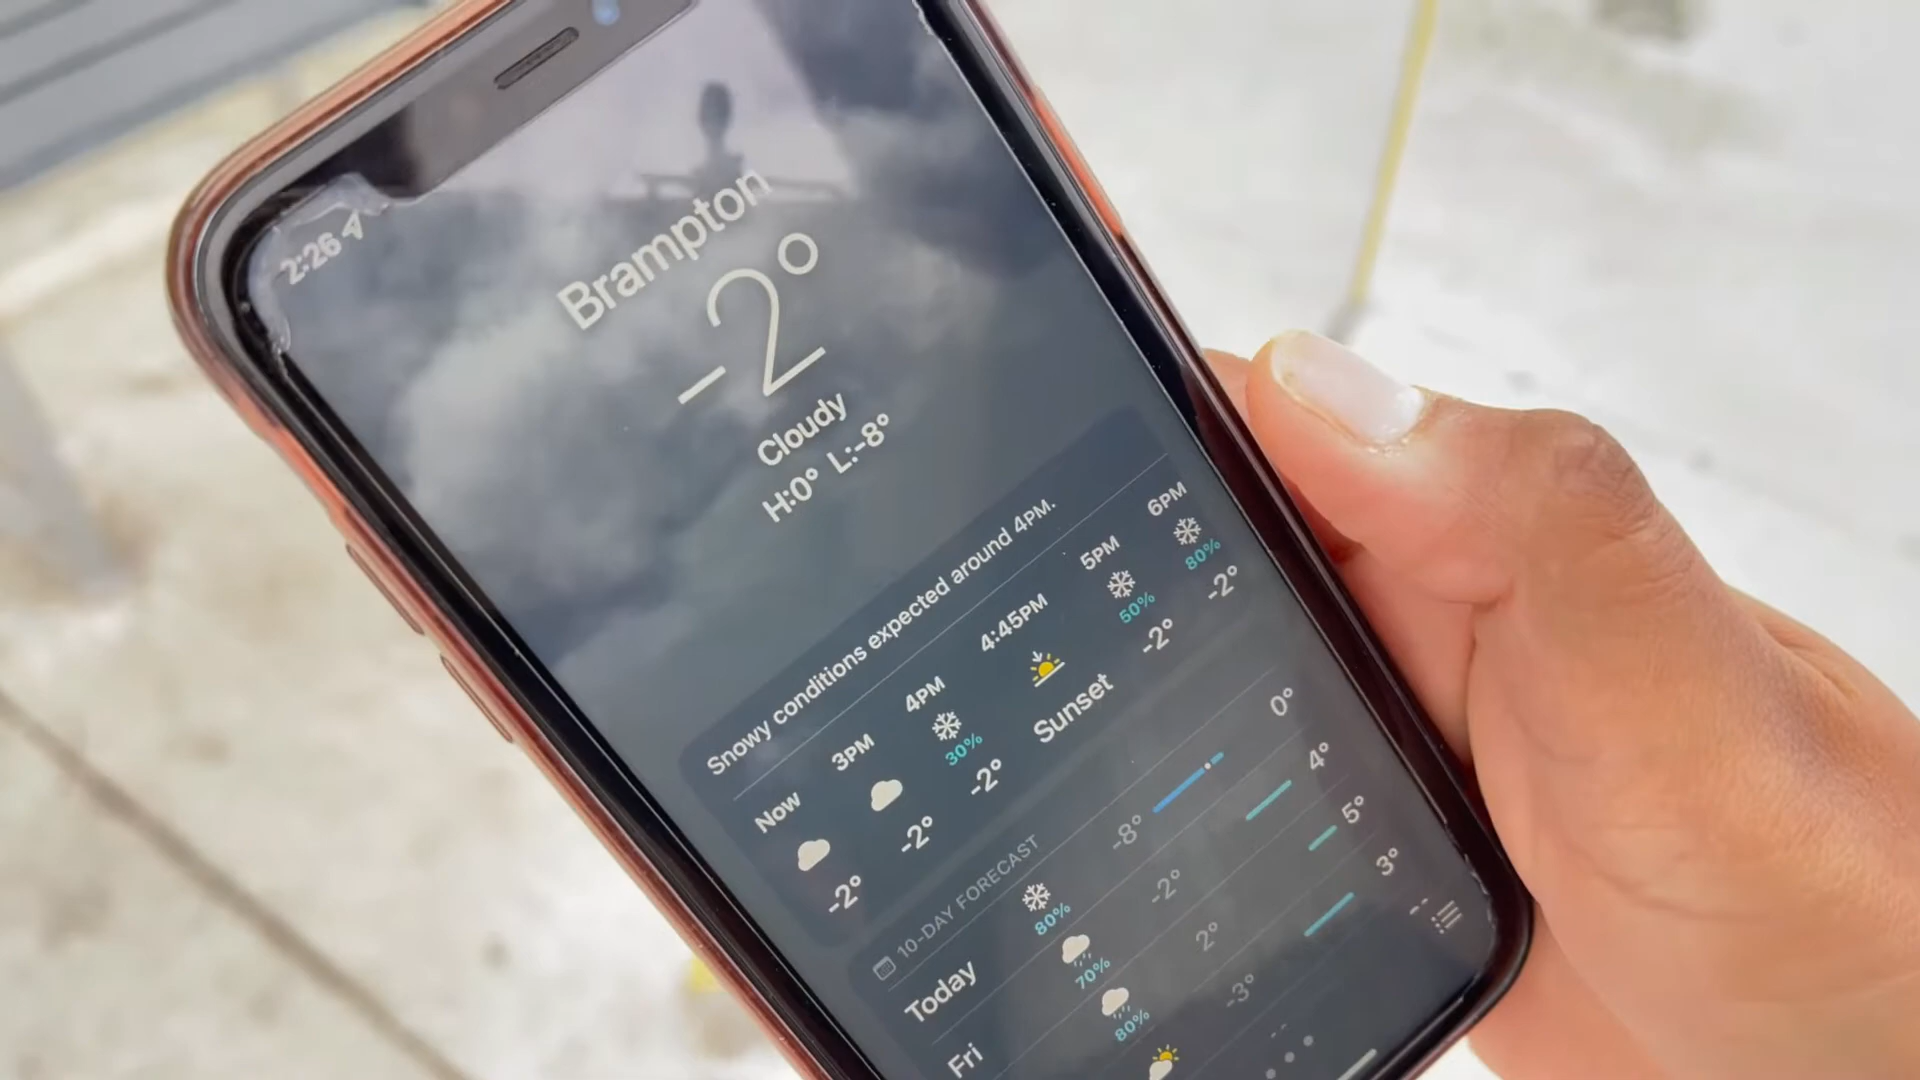 2:26
Brampton
-2°
Cloudy
H:0° L:-8°
Snowy conditions expected around 4PM.
Now 3PM 4PM 4:45PM 5PM 6PM
30% 50% 80%
-2° -2° -2° Sunset -2° -2°
10-DAY FORECAST
Today 80% -8° 0°
Fri 70% -2° 4°
80% 2° 5°
-3° 3°